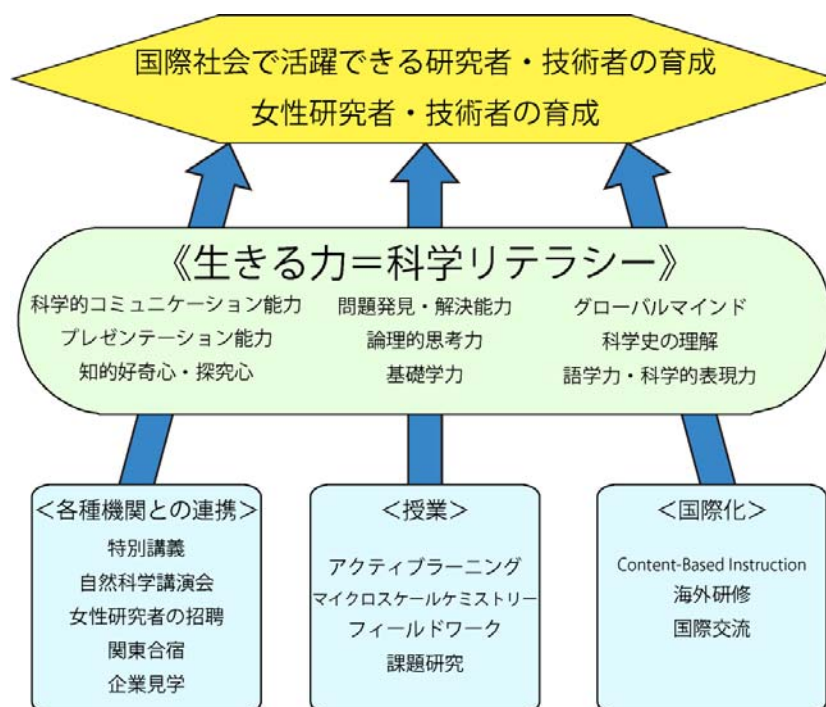 国際社会で活躍できる研究者・技術者の育成
女性研究者・技術者の育成
《生きる力＝科学リテラシー》
科学的コミュニケーション能力
プレゼンテーション能力
知的好奇心・探究心
問題発見・解決能力
論理的思考力
基礎学力
グローバルマインド
科学史の理解
語学力・科学的表現力
＜各種機関との連携＞
特別講義
自然科学講演会
女性研究者の招聘
関東合宿
企業見学
＜授業＞
アクティブラーニング
マイクロスケールケミストリー
フィールドワーク
課題研究
＜国際化＞
Content-Based Instruction
海外研修
国際交流